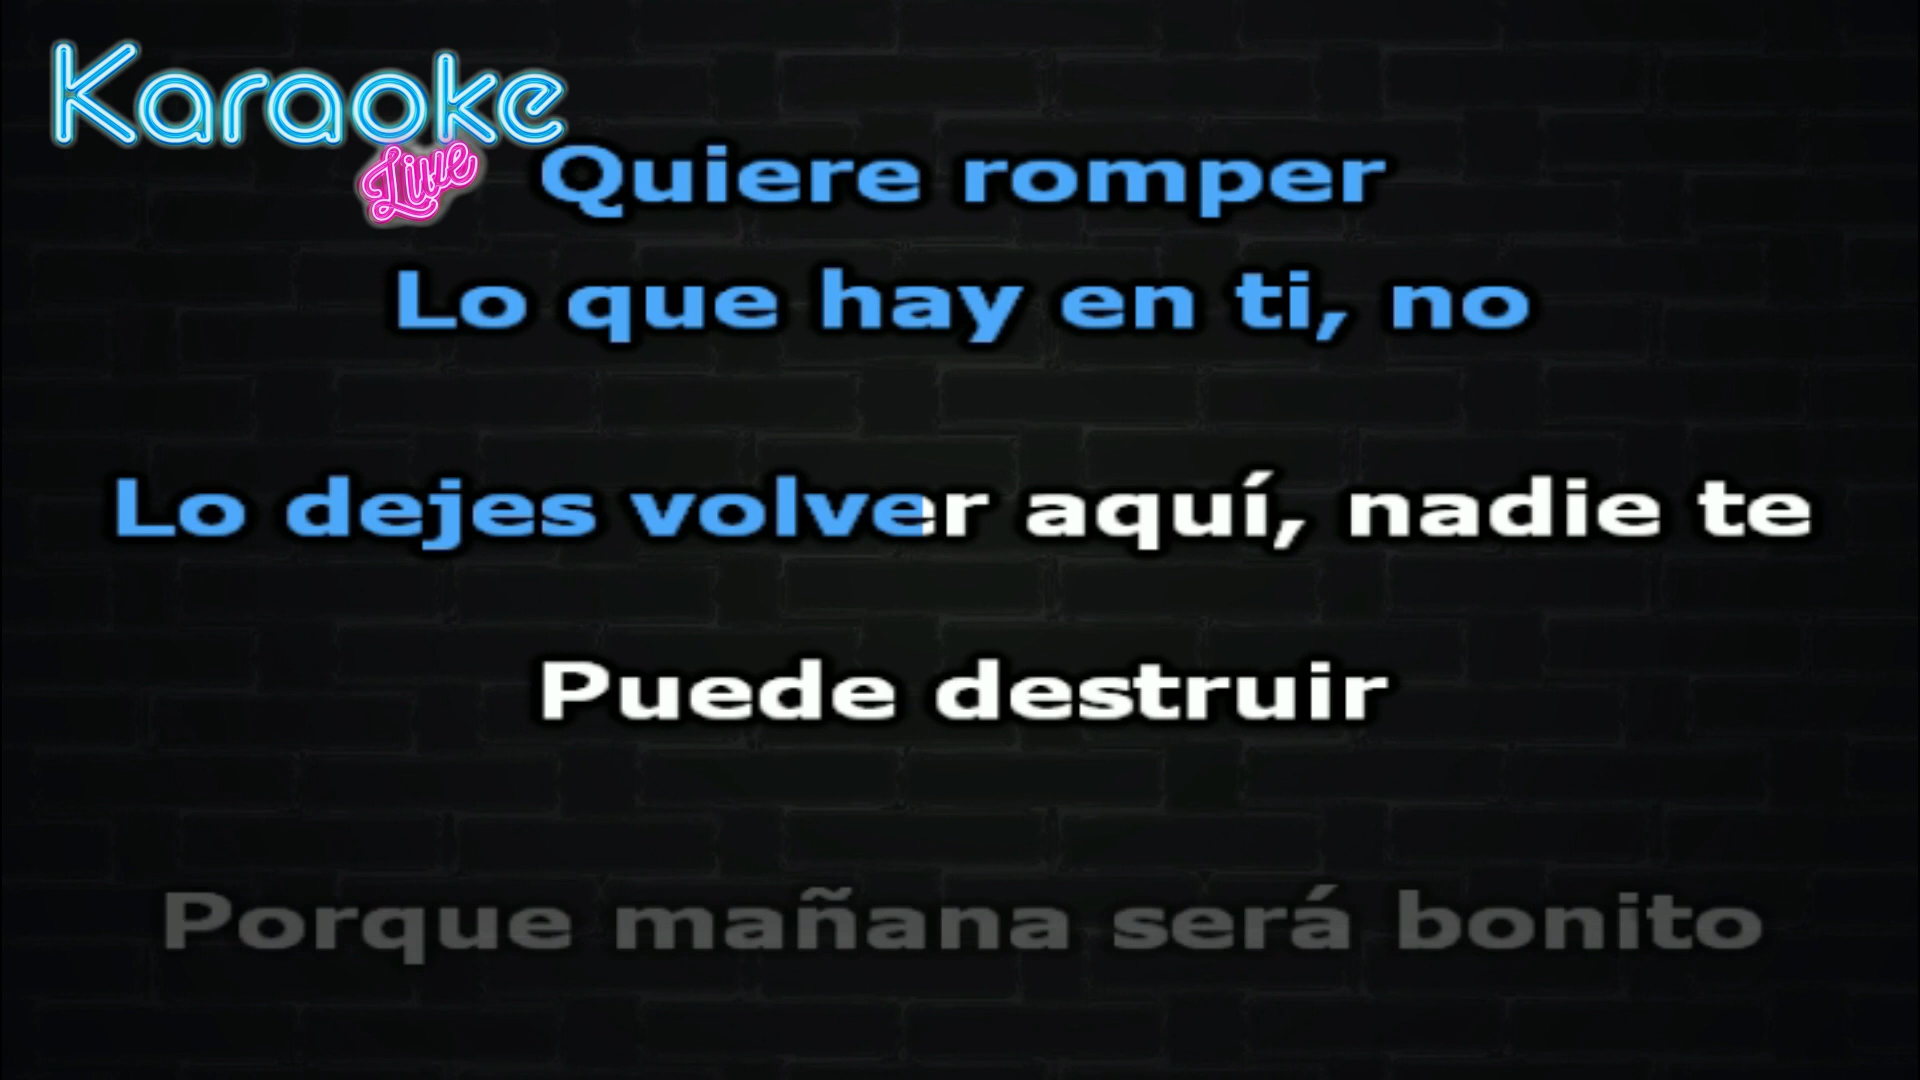 Karaoke
Live
Quiere romper
Lo que hay en ti, no
Lo dejes volver aquí, nadie te
Puede destruir
Porque mañana será bonito